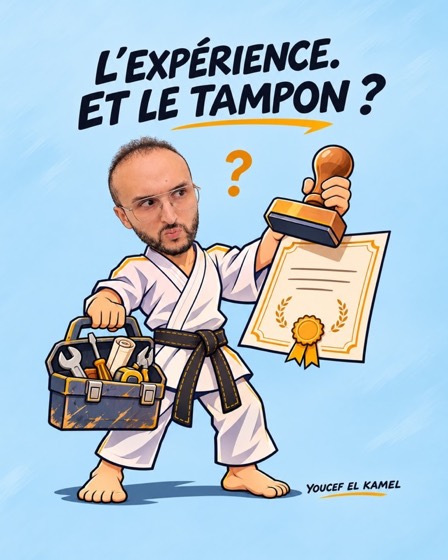 L'EXPÉRIENCE.
ET LE TAMPON ?
?
YOUCEF EL KAMEL